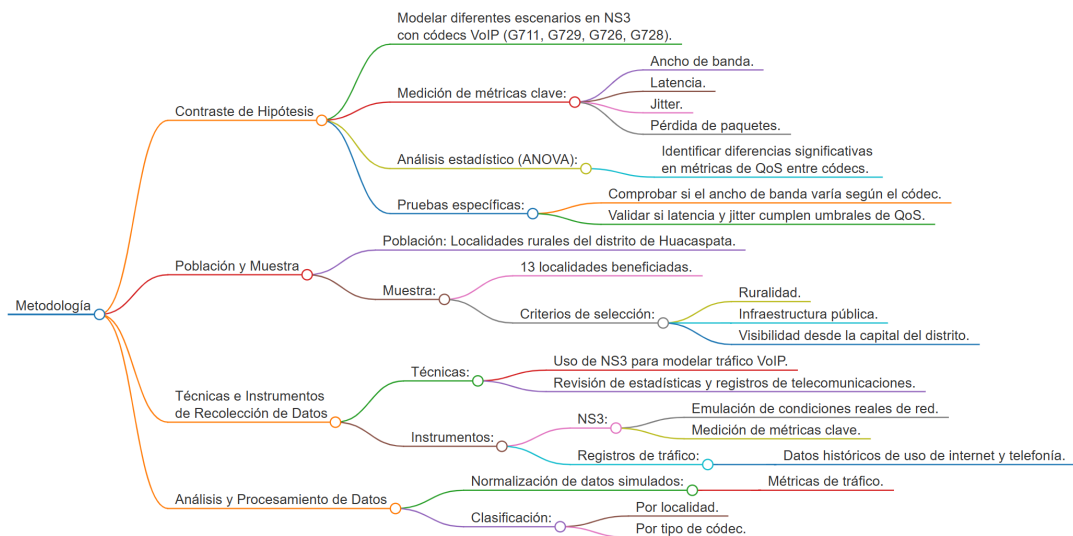 Metodología
Contraste de Hipótesis
Modelar diferentes escenarios en NS3
con códecs VoIP (G711, G729, G726, G728).
Medición de métricas clave:
Ancho de banda.
Latencia.
Jitter.
Pérdida de paquetes.
Análisis estadístico (ANOVA):
Identificar diferencias significativas
en métricas de QoS entre códecs.
Pruebas específicas:
Comprobar si el ancho de banda varía según el códec.
Validar si latencia y jitter cumplen umbrales de QoS.
Población y Muestra
Población: Localidades rurales del distrito de Huacaspata.
Muestra:
13 localidades beneficiadas.
Criterios de selección:
Ruralidad.
Infraestructura pública.
Visibilidad desde la capital del distrito.
Técnicas e Instrumentos
de Recolección de Datos
Técnicas:
Uso de NS3 para modelar tráfico VoIP.
Revisión de estadísticas y registros de telecomunicaciones.
Instrumentos:
NS3:
Emulación de condiciones reales de red.
Medición de métricas clave.
Registros de tráfico:
Datos históricos de uso de internet y telefonía.
Análisis y Procesamiento de Datos
Normalización de datos simulados:
Métricas de tráfico.
Clasificación:
Por localidad.
Por tipo de códec.